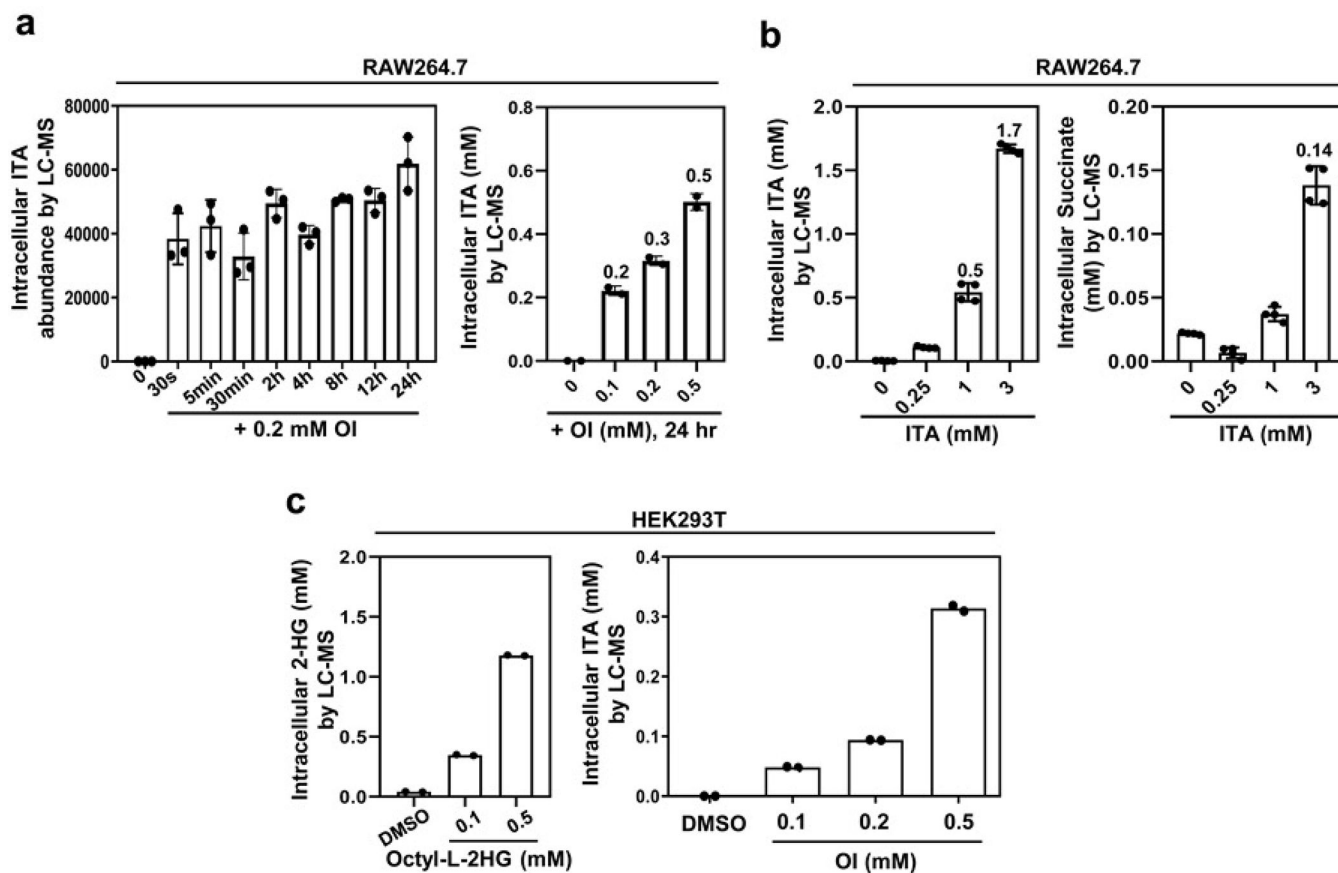 a
RAW264.7
Intracellular ITA
abundance by LC-MS
80000
60000
40000
20000
0
0
30s
5min
30min
2h
4h
8h
12h
24h
+ 0.2 mM OI
Intracellular ITA (mM)
by LC-MS
0.8
0.6
0.4
0.2
0.0
0.2
0.3
0.5
0
0.1
0.2
0.5
+ OI (mM), 24 hr
b
RAW264.7
Intracellular ITA (mM)
by LC-MS
2.0
1.5
1.0
0.5
0.0
0.5
1.7
0
0.25
1
3
ITA (mM)
Intracellular Succinate
(mM) by LC-MS
0.20
0.15
0.10
0.05
0.00
0.14
0
0.25
1
3
ITA (mM)
c
HEK293T
Intracellular 2-HG (mM)
by LC-MS
2.0
1.5
1.0
0.5
0.0
DMSO
0.1
0.5
Octyl-L-2HG (mM)
Intracellular ITA (mM)
by LC-MS
0.4
0.3
0.2
0.1
0.0
DMSO
0.1
0.2
0.5
OI (mM)